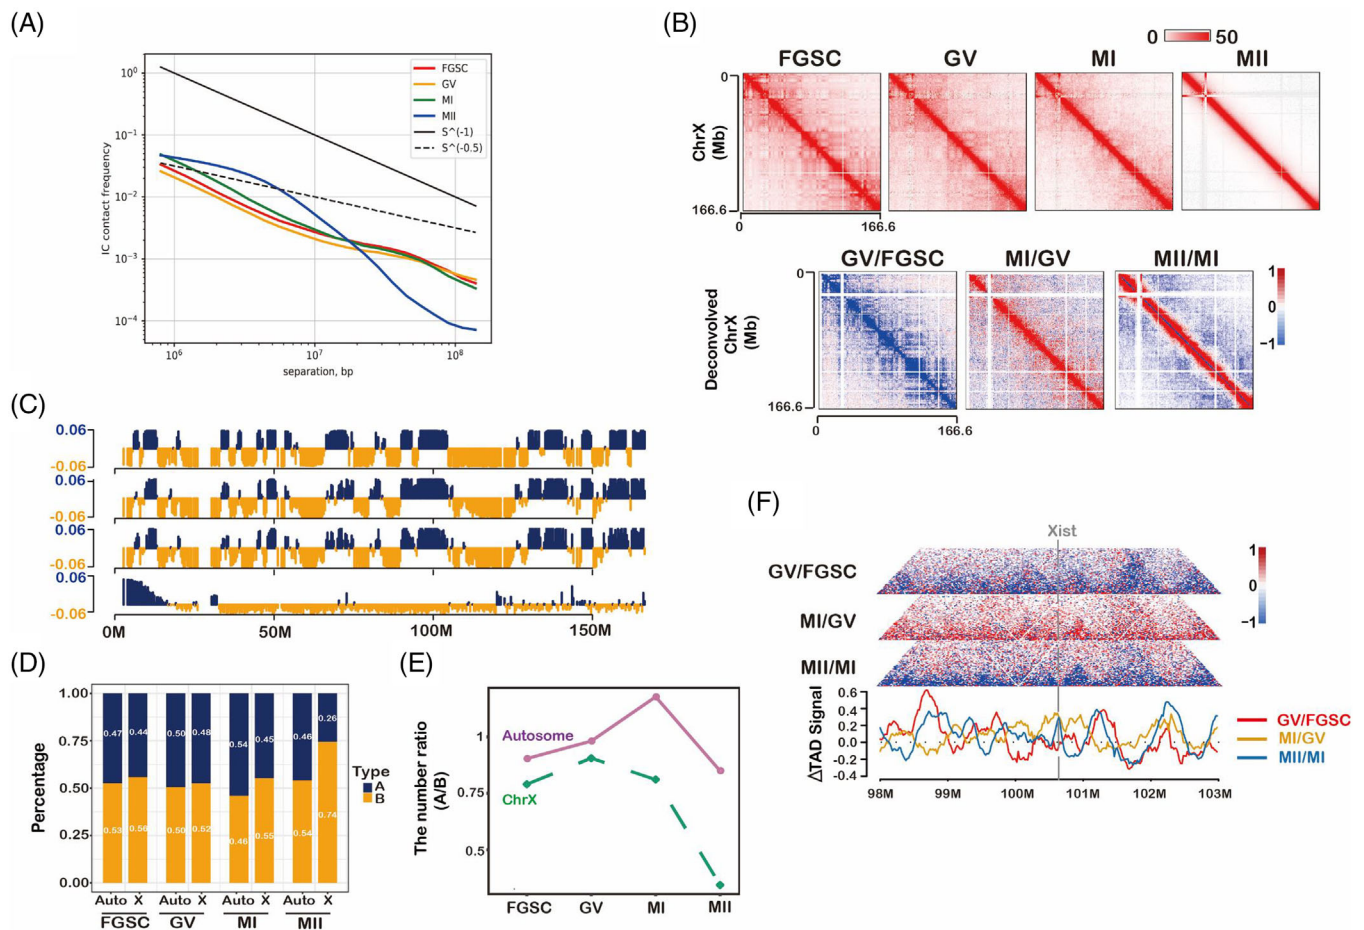 (A)
10^0
10^-1
10^-2
10^-3
10^-4
IC contact frequency
10^6
10^7
10^8
separation, bp
FGSC
GV
MI
MII
S^(-1)
S^(-0.5)
(B)
0 50
FGSC GV MI MII
0
ChrX
(Mb)
166.6
0 166.6
GV/FGSC MI/GV MII/MI
0
Deconvolved
ChrX
(Mb)
166.6
0 166.6
1
0
-1
(C)
0.06
-0.06
0.06
-0.06
0.06
-0.06
0.06
-0.06
0M 50M 100M 150M
(D)
Percentage
1.00
0.75
0.50
0.25
0.00
0.47 0.44 0.50 0.48 0.54 0.45 0.46 0.26
0.53 0.56 0.50 0.52 0.46 0.55 0.54 0.74
Type
A
B
Auto X Auto X Auto X Auto X
FGSC GV MI MII
(E)
The number ratio
(A/B)
1
0.75
0.5
Autosome
ChrX
FGSC GV MI MII
(F)
Xist
GV/FGSC
MI/GV
MII/MI
1
0
-1
ΔTAD Signal
0.6
0.4
0.2
0.0
-0.2
-0.4
98M 99M 100M 101M 102M 103M
GV/FGSC
MI/GV
MII/MI